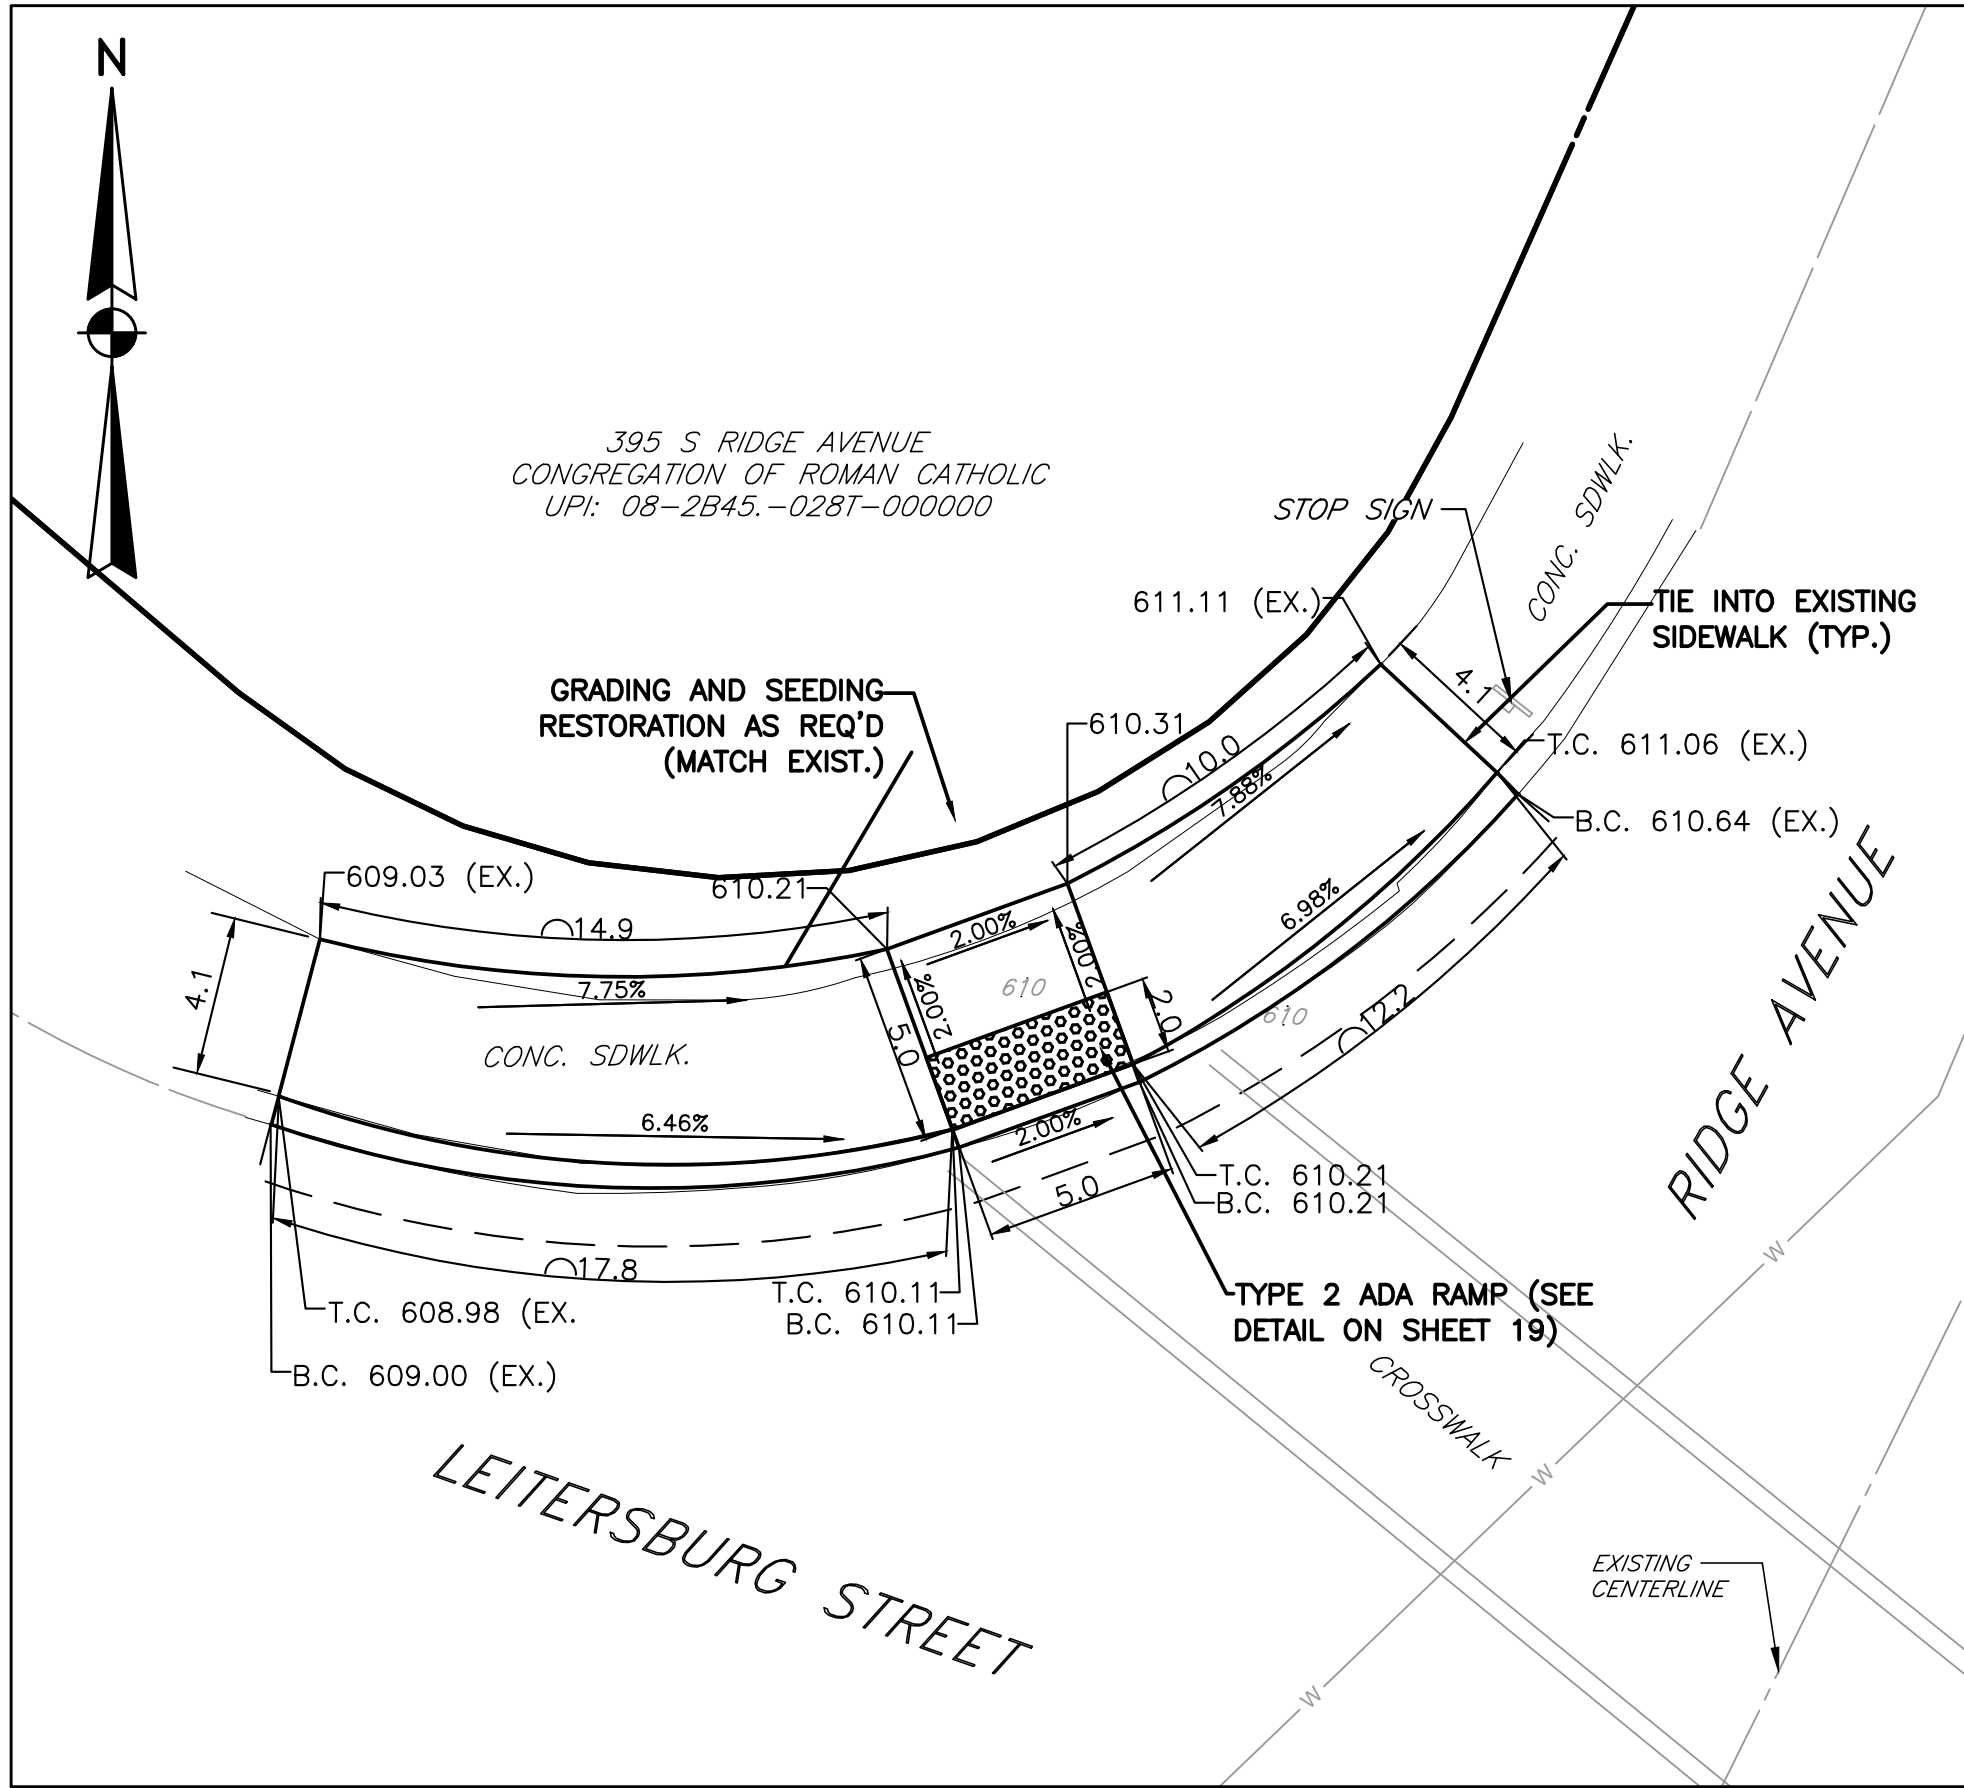 N
395 S RIDGE AVENUE
CONGREGATION OF ROMAN CATHOLIC
UPI: 08-2B45.-028T-000000
STOP SIGN
CONC. SDWLK.
611.11 (EX.)
TIE INTO EXISTING
SIDEWALK (TYP.)
4.1
GRADING AND SEEDING
RESTORATION AS REQ'D
(MATCH EXIST.)
610.31
10.0
7.88%
T.C. 611.06 (EX.)
B.C. 610.64 (EX.)
609.03 (EX.)
610.21
14.9
2.00%
6.98%
4.1
7.75%
2.00%
2.00%
610
2.0
610
12.2
5.0
CONC. SDWLK.
6.46%
2.00%
RIDGE AVENUE
5.0
T.C. 610.21
B.C. 610.21
17.8
T.C. 610.11
B.C. 610.11
T.C. 608.98 (EX.
B.C. 609.00 (EX.)
TYPE 2 ADA RAMP (SEE
DETAIL ON SHEET 19)
W
CROSSWALK
W
LEITERSBURG STREET
EXISTING
CENTERLINE
W